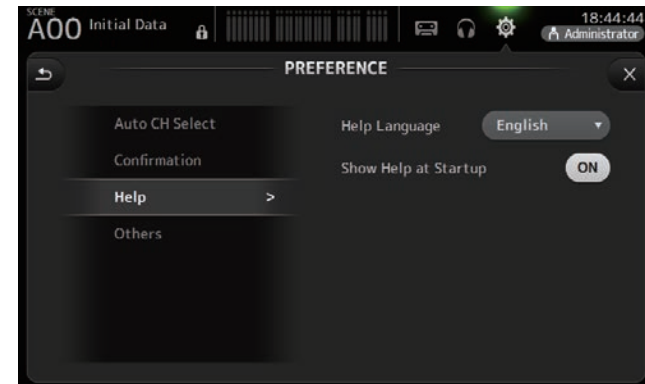 SCENE
A00 Initial Data
18:44:44
Administrator
PREFERENCE
Auto CH Select
Confirmation
Help >
Others
Help Language English
Show Help at Startup ON